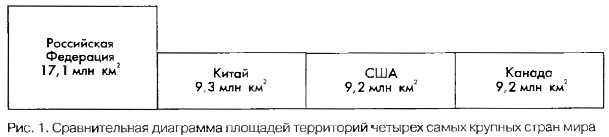 Российская
Федерация
17,1 млн км²
Китай
9,3 млн км²
США
9,2 млн км²
Канада
9,2 млн км²
Рис. 1. Сравнительная диаграмма площадей территорий четырех самых крупных стран мира